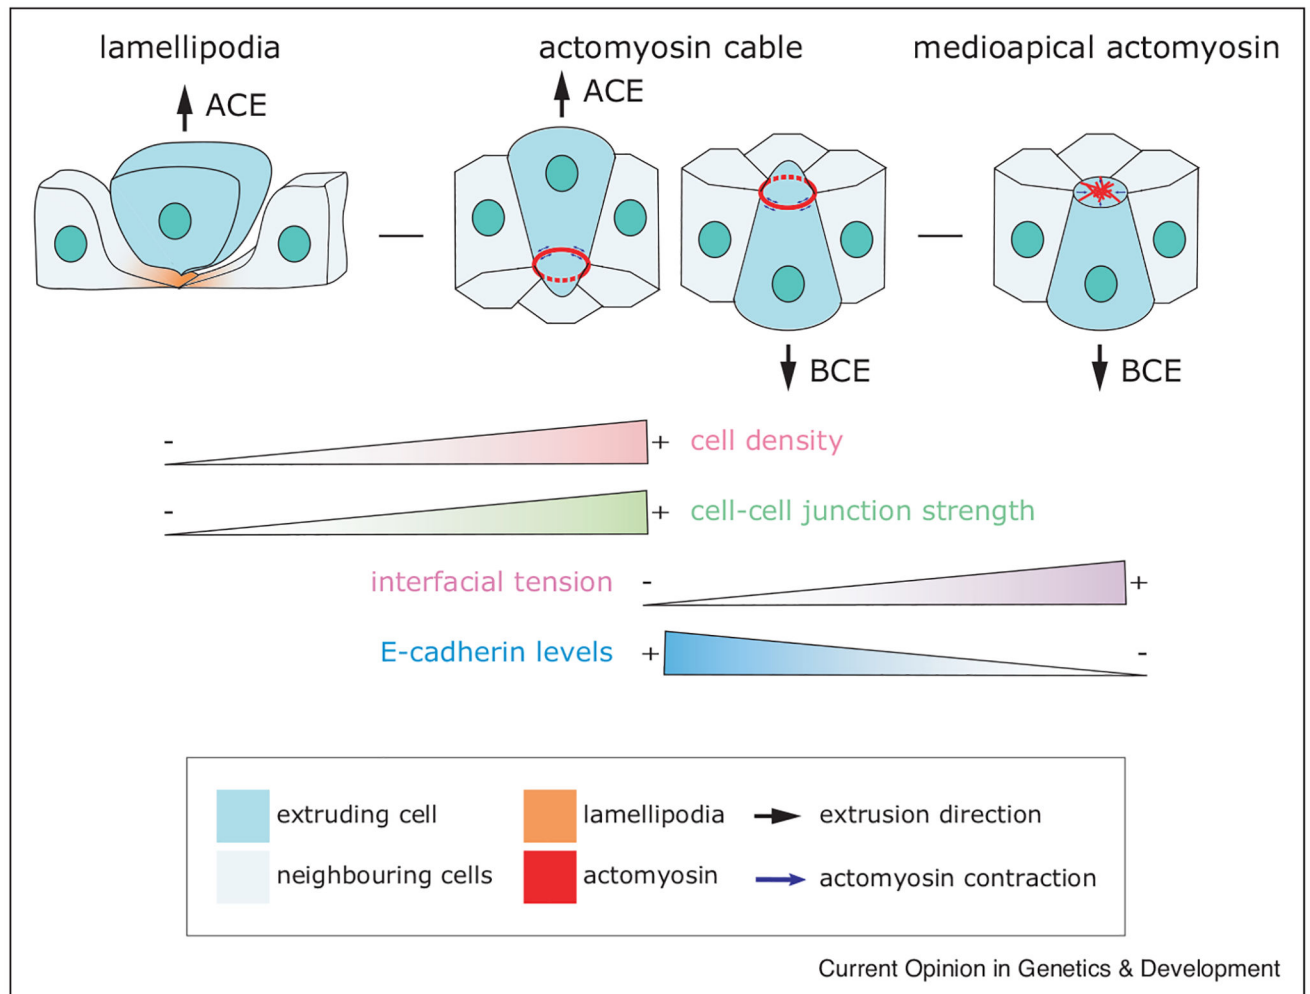 lamellipodia
actomyosin cable
medioapical actomyosin
ACE
ACE
BCE
BCE
- + cell density
- + cell-cell junction strength
interfacial tension - +
E-cadherin levels + -
extruding cell
lamellipodia
extrusion direction
neighbouring cells
actomyosin
actomyosin contraction
Current Opinion in Genetics & Development